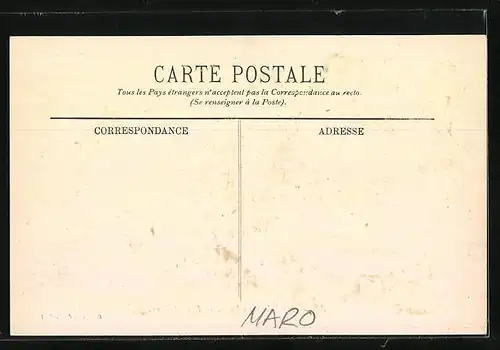 CARTE POSTALE
Tous les Pays étrangers n'acceptent pas la Correspondance au recto.
(Se renseigner à la Poste).
CORRESPONDANCE
ADRESSE
MARO